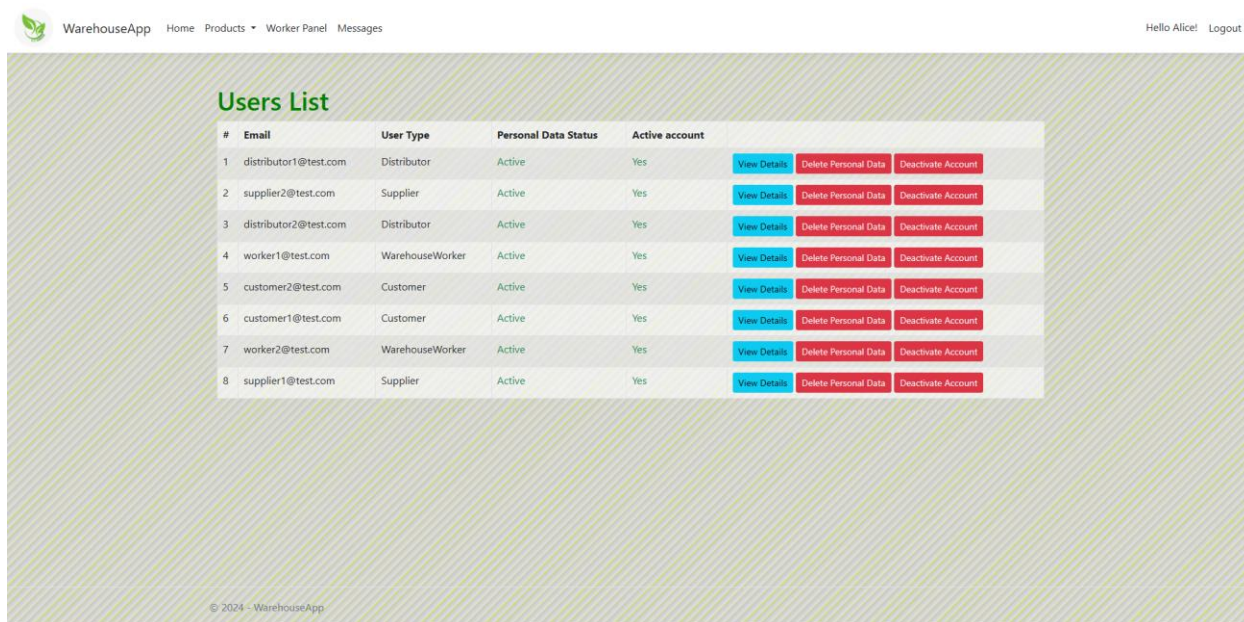 WarehouseApp Home Products Worker Panel Messages Hello Alice! Logout
Users List
# Email User Type Personal Data Status Active account
1 distributor1@test.com Distributor Active Yes View Details Delete Personal Data Deactivate Account
2 supplier2@test.com Supplier Active Yes View Details Delete Personal Data Deactivate Account
3 distributor2@test.com Distributor Active Yes View Details Delete Personal Data Deactivate Account
4 worker1@test.com WarehouseWorker Active Yes View Details Delete Personal Data Deactivate Account
5 customer2@test.com Customer Active Yes View Details Delete Personal Data Deactivate Account
6 customer1@test.com Customer Active Yes View Details Delete Personal Data Deactivate Account
7 worker2@test.com WarehouseWorker Active Yes View Details Delete Personal Data Deactivate Account
8 supplier1@test.com Supplier Active Yes View Details Delete Personal Data Deactivate Account
© 2024 - WarehouseApp